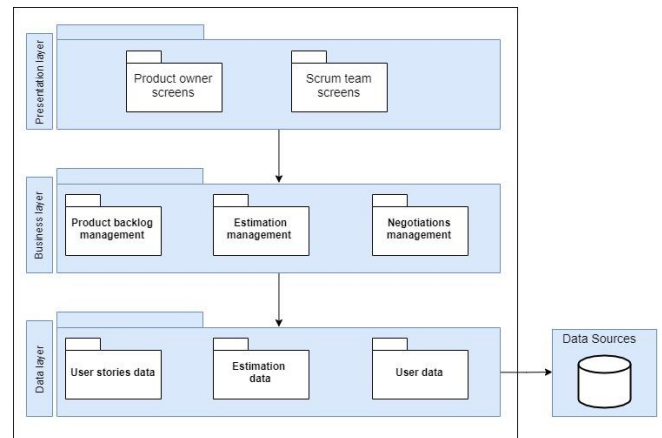 Presentation layer
Product owner
screens
Scrum team
screens
Business layer
Product backlog
management
Estimation
management
Negotiations
management
Data layer
User stories data
Estimation
data
User data
Data Sources